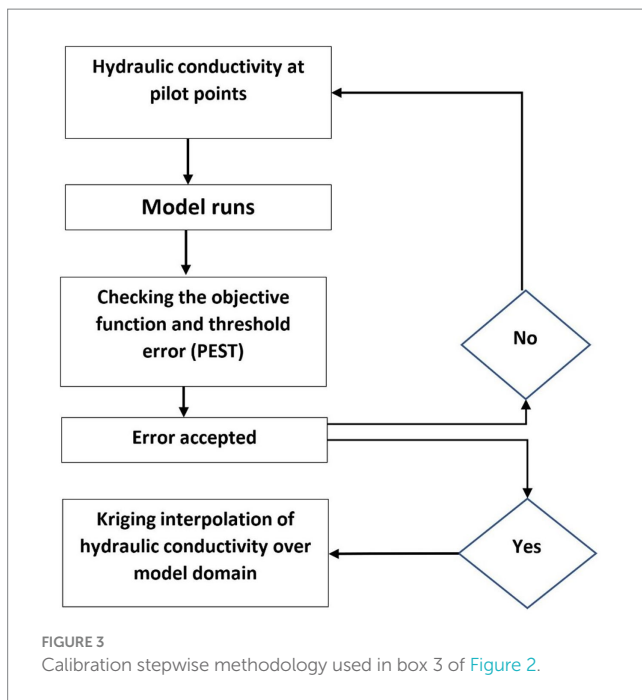 Hydraulic conductivity at
pilot points
Model runs
Checking the objective
function and threshold
error (PEST)
No
Error accepted
Kriging interpolation of
hydraulic conductivity over
model domain
Yes
FIGURE 3
Calibration stepwise methodology used in box 3 of Figure 2.